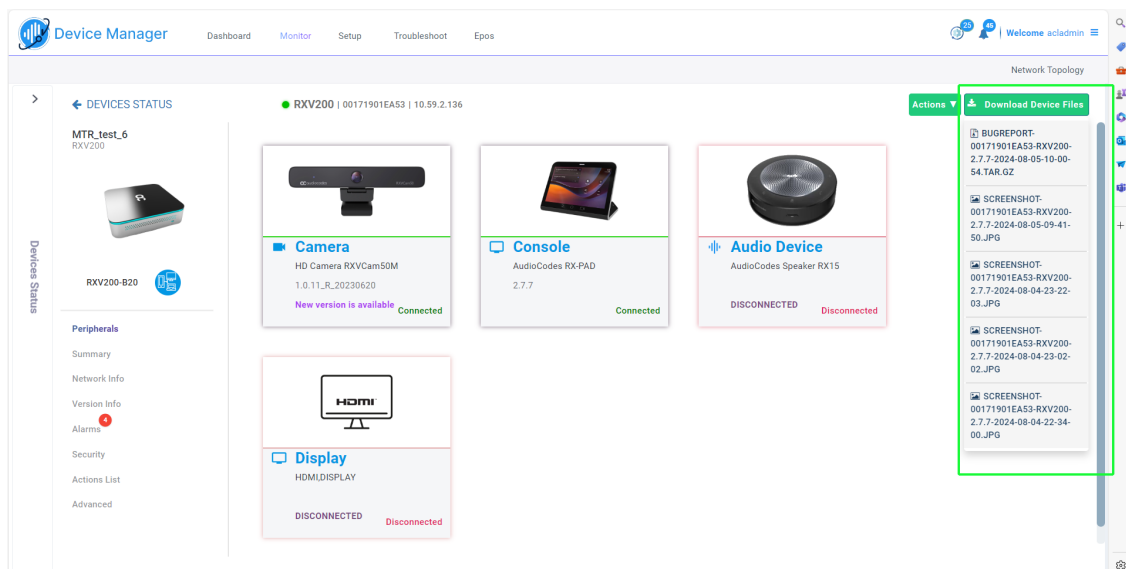 Device Manager
Dashboard
Monitor
Setup
Troubleshoot
Epos
25
45
Welcome acladmin
Network Topology
DEVICES STATUS
RXV200 | 00171901EA53 | 10.59.2.136
Actions
Download Device Files
Devices Status
MTR_test_6
RXV200
RXV200-B20
Peripherals
Summary
Network Info
Version Info
Alarms
4
Security
Actions List
Advanced
Camera
HD Camera RXVCam50M
1.0.11_R_20230620
New version is available
Connected
Console
AudioCodes RX-PAD
2.7.7
Connected
Audio Device
AudioCodes Speaker RX15
DISCONNECTED
Disconnected
HDMI
Display
HDMI,DISPLAY
DISCONNECTED
Disconnected
BUGREPORT-
00171901EA53-RXV200-
2.7.7-2024-08-05-10-00-
54.TAR.GZ
SCREENSHOT-
00171901EA53-RXV200-
2.7.7-2024-08-05-09-41-
50.JPG
SCREENSHOT-
00171901EA53-RXV200-
2.7.7-2024-08-04-23-22-
03.JPG
SCREENSHOT-
00171901EA53-RXV200-
2.7.7-2024-08-04-23-02-
02.JPG
SCREENSHOT-
00171901EA53-RXV200-
2.7.7-2024-08-04-22-34-
00.JPG